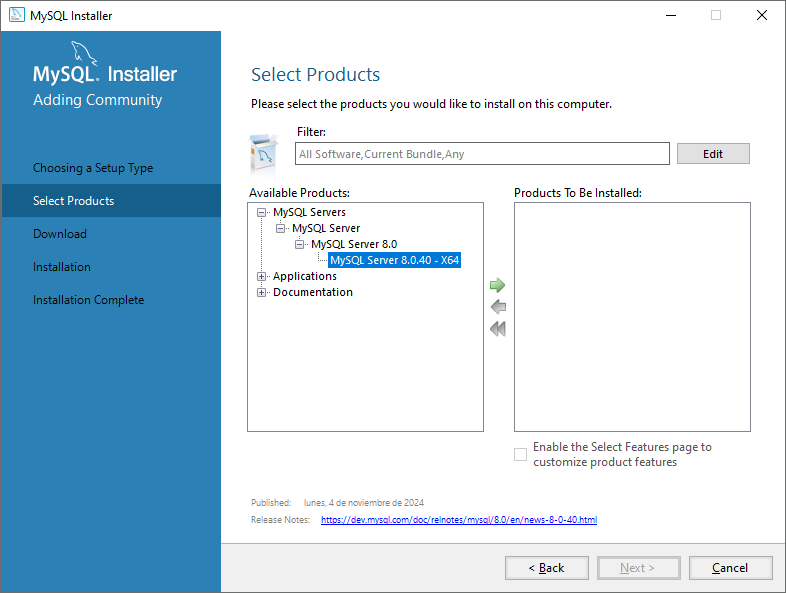 MySQL Installer
MySQL. Installer
Adding Community
Choosing a Setup Type
Select Products
Download
Installation
Installation Complete
Select Products
Please select the products you would like to install on this computer.
Filter:
All Software,Current Bundle,Any
Edit
Available Products:
MySQL Servers
MySQL Server
MySQL Server 8.0
MySQL Server 8.0.40 - X64
Applications
Documentation
Products To Be Installed:
Enable the Select Features page to
customize product features
Published: lunes, 4 de noviembre de 2024
Release Notes: https://dev.mysql.com/doc/relnotes/mysql/8.0/en/news-8-0-40.html
< Back
Next >
Cancel